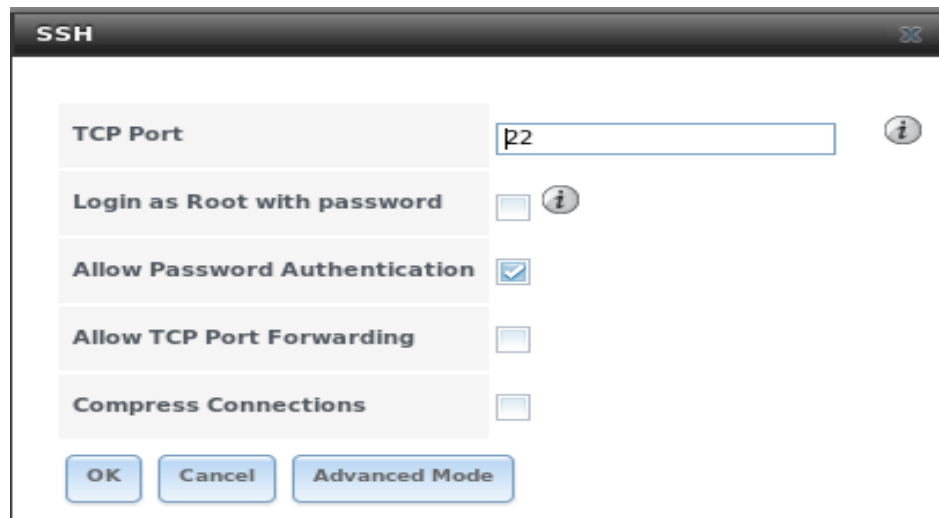 SSH
TCP Port 22
Login as Root with password
Allow Password Authentication
Allow TCP Port Forwarding
Compress Connections
OK Cancel Advanced Mode